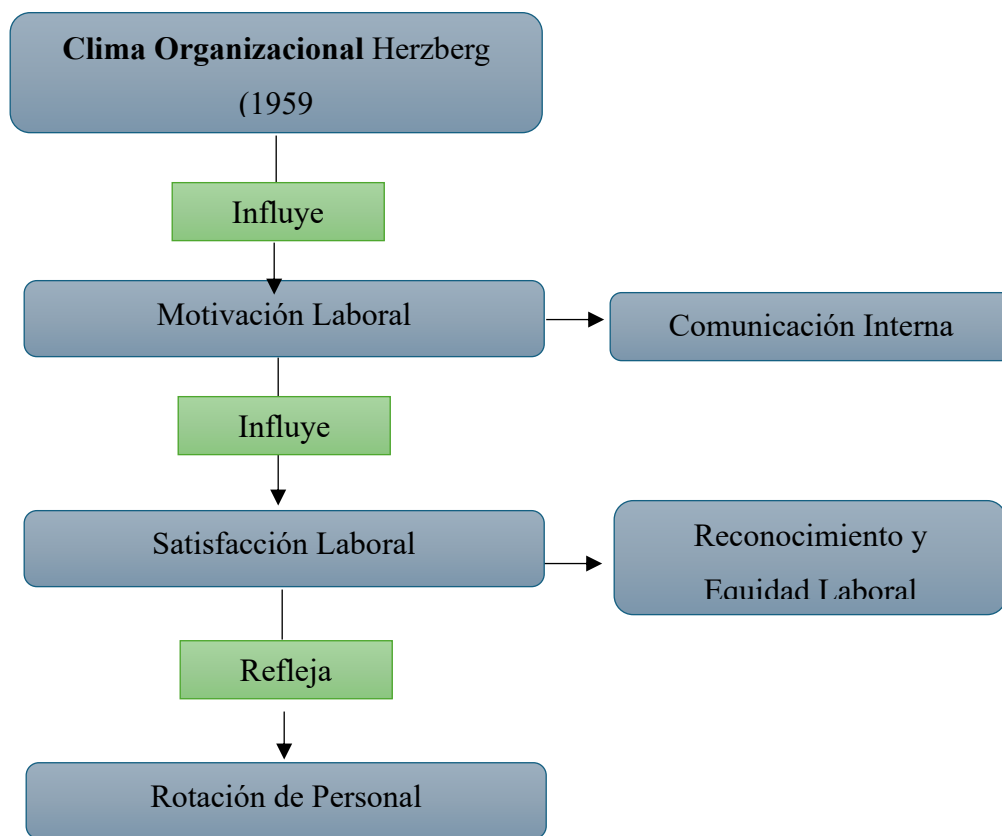 Clima Organizacional Herzberg
(1959
Influye
Motivación Laboral
Comunicación Interna
Influye
Satisfacción Laboral
Reconocimiento y
Equidad Laboral
Refleja
Rotación de Personal